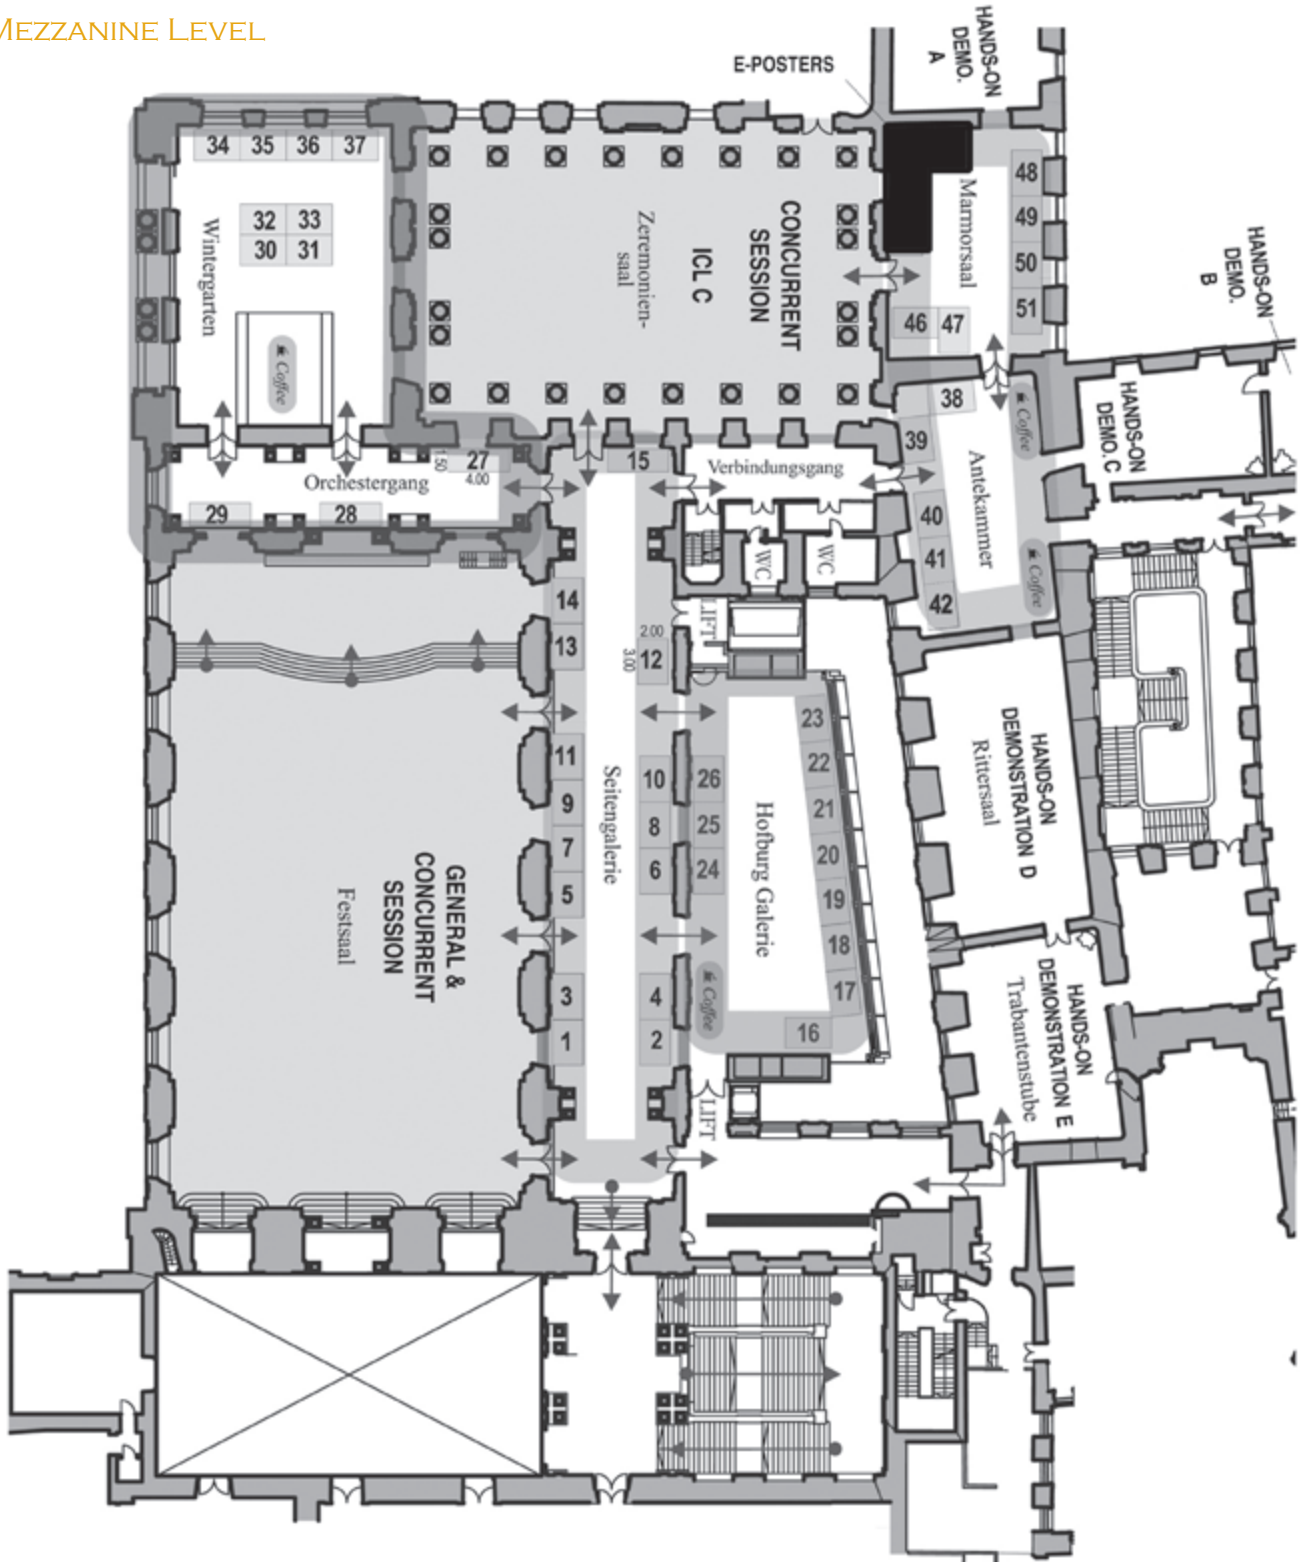 MEZZANINE LEVEL
HANDS-ON
DEMO.
A
E-POSTERS
34 35 36 37
32 33
30 31
Wintergarten
Coffee
Zeremonien-
saal
ICL C
CONCURRENT
SESSION
Marmorsaal
48
49
50
51
46 47
HANDS-ON
DEMO.
B
38
39
Coffee
HANDS-ON
DEMO.C
Antekammer
40
41
42
Coffee
1.50
27
4.00
Orchestergang
29
28
15
Verbindungsgang
WC
WC
LIFT
14
13
2.00
3.00
12
11
9
7
5
3
1
Seitengalerie
10
8
6
4
2
26
25
24
Coffee
Hofburg Galerie
23
22
21
20
19
18
17
16
LIFT
GENERAL &
CONCURRENT
SESSION
Festsaal
HANDS-ON
DEMONSTRATION D
Rittersaal
HANDS-ON
DEMONSTRATION E
Trabantenstube